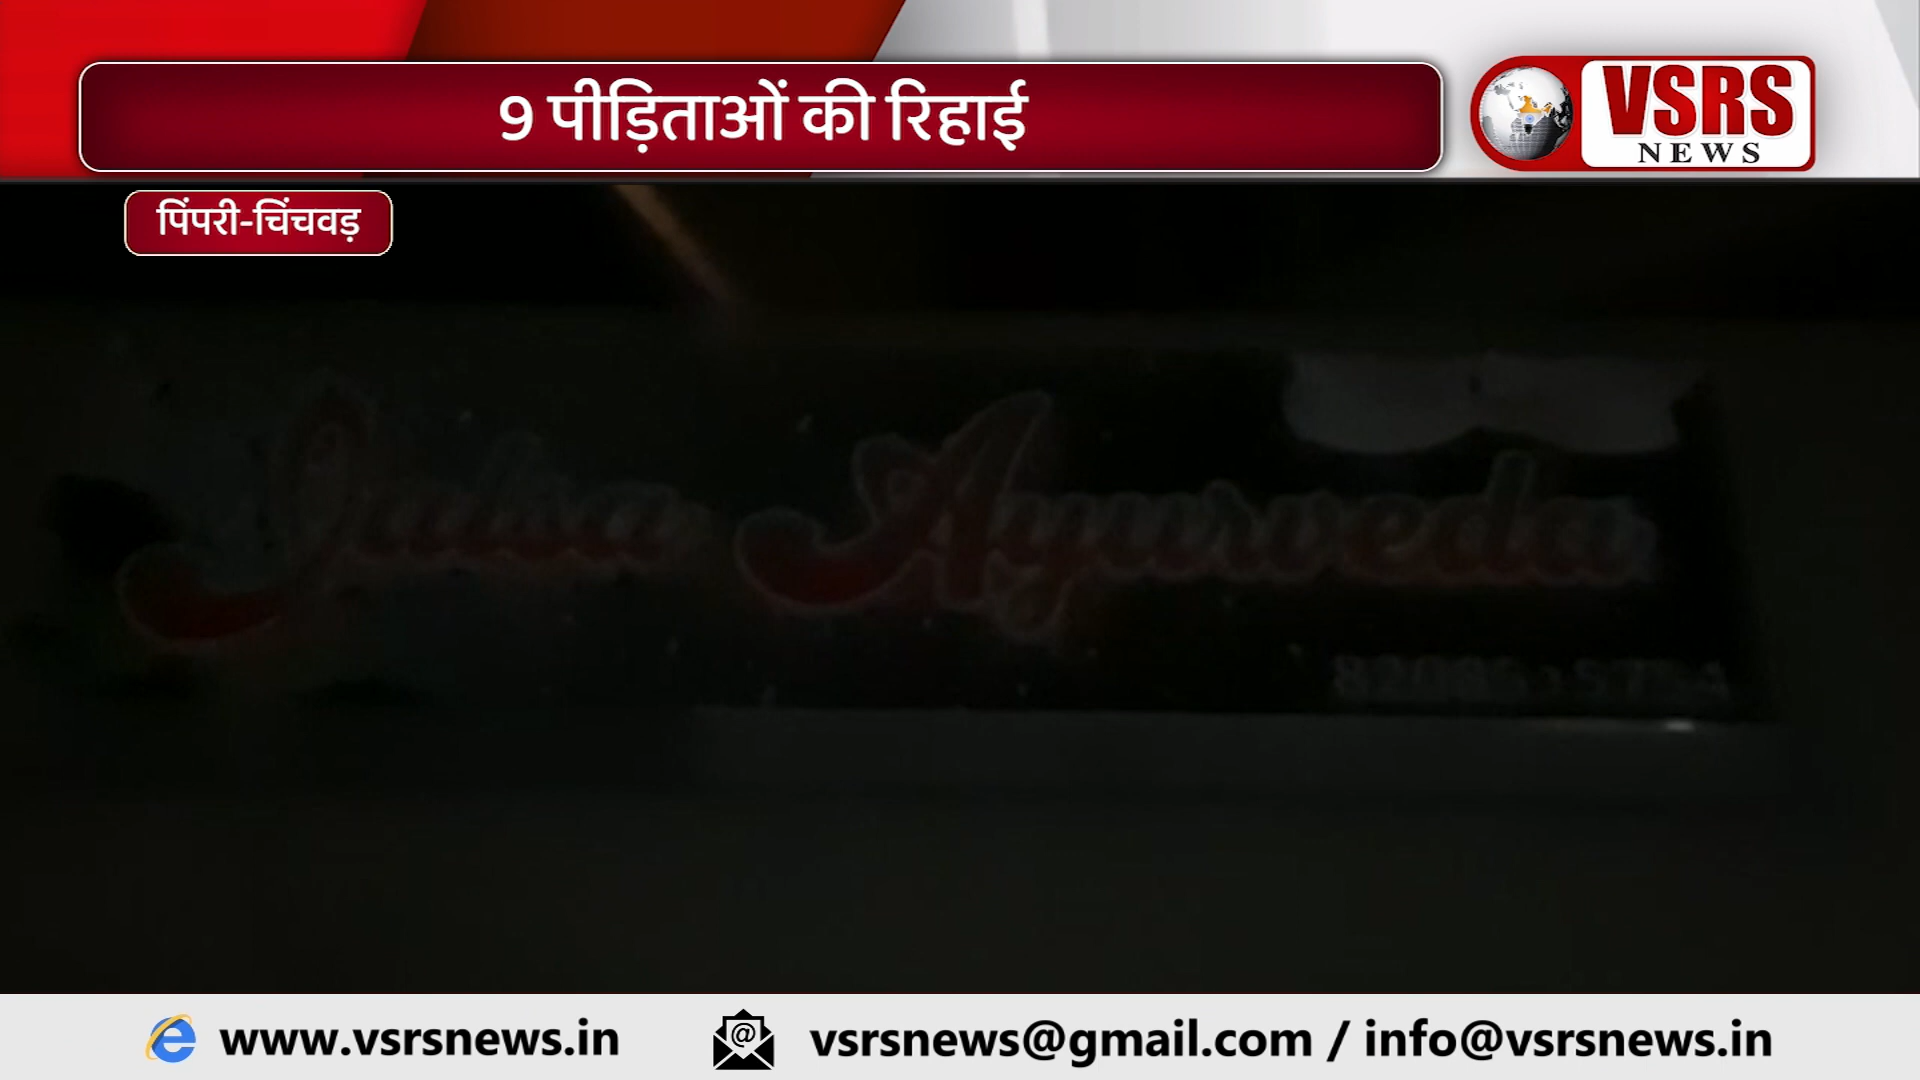 9 पीड़िताओं की रिहाई
VSRS
NEWS
पिंपरी-चिंचवड़
Ayurveda
www.vsrsnews.in
vsrsnews@gmail.com / info@vsrsnews.in